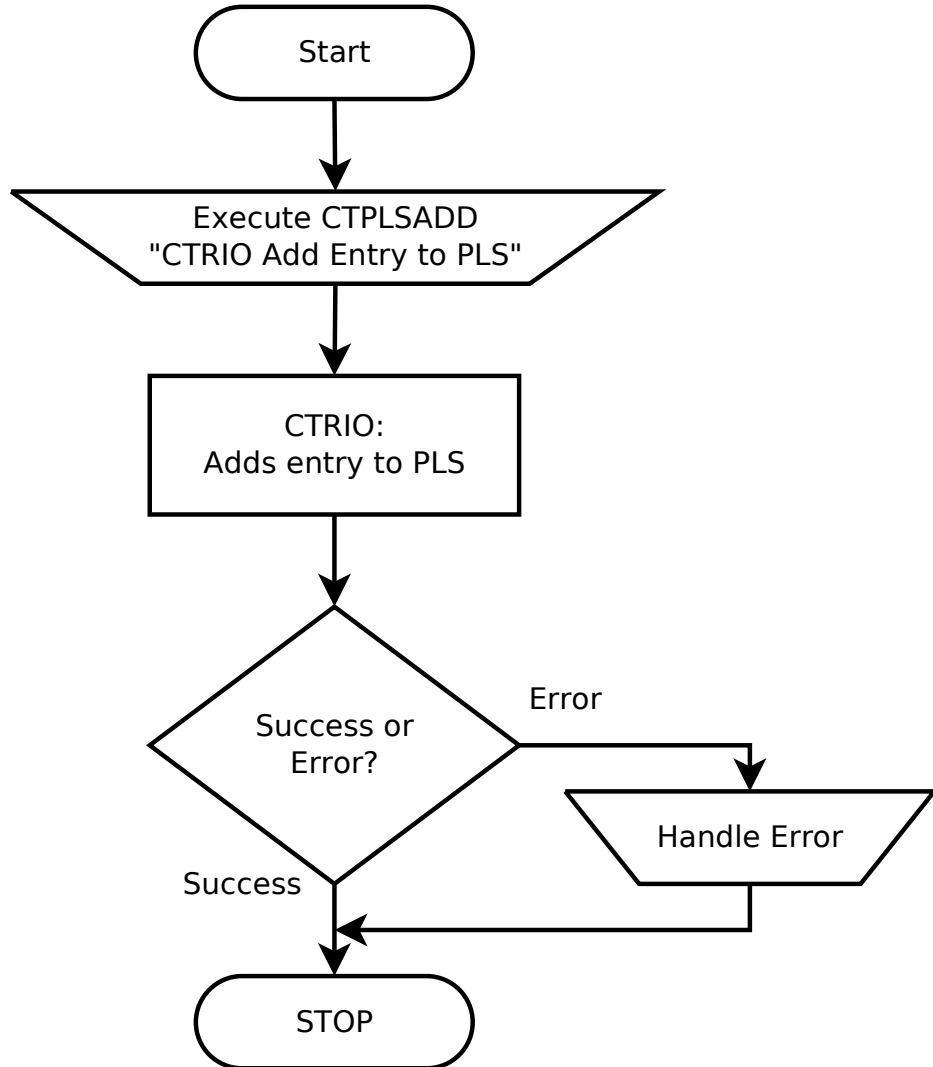 Start
Execute CTPLSADD
"CTRIO Add Entry to PLS"
CTRIO:
Adds entry to PLS
Success or
Error?
Error
Handle Error
Success
STOP